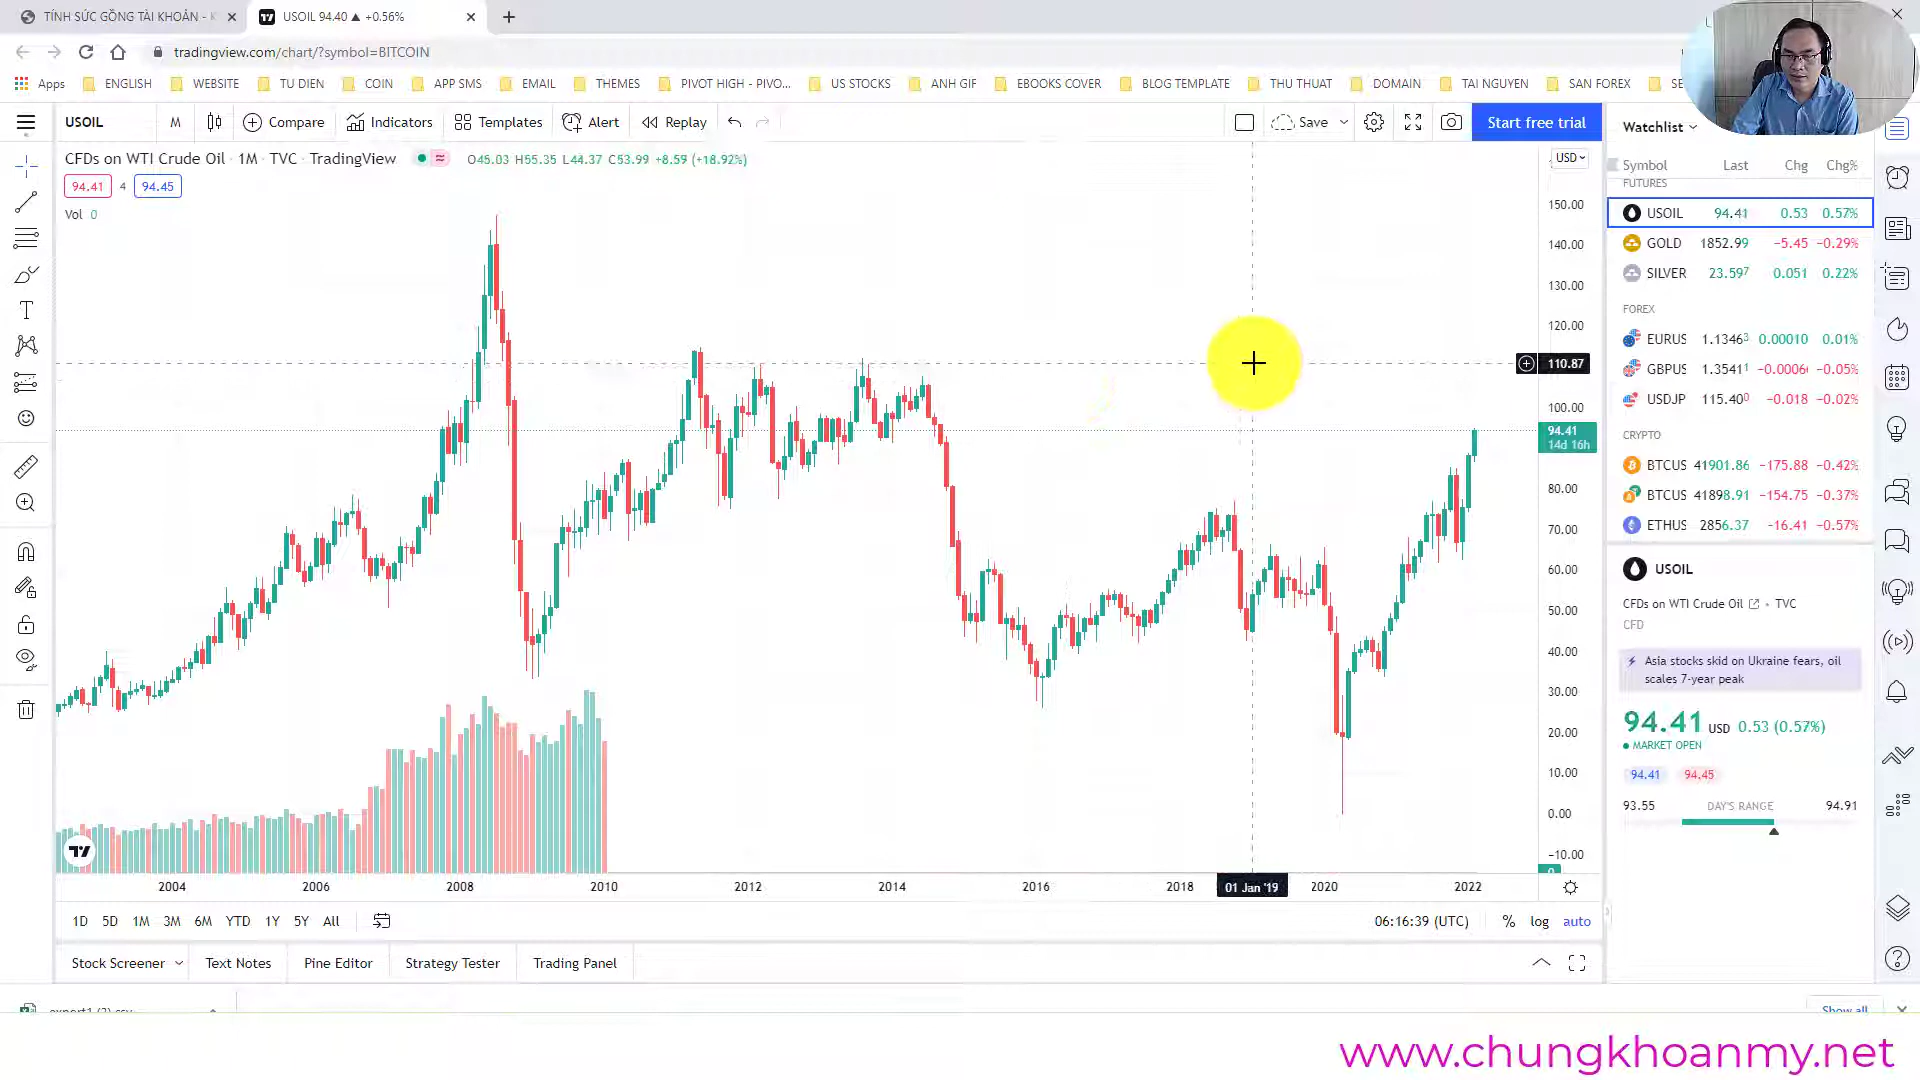 TÍNH SỨC GỒNG TÀI KHOẢN -
USOIL 94.40 ▲ +0.56%
tradingview.com/chart/?symbol=BITCOIN
Apps ENGLISH WEBSITE TU DIEN COIN APP SMS EMAIL THEMES PIVOT HIGH - PIVO... US STOCKS ANH GIF EBOOKS COVER BLOG TEMPLATE THU THUAT DOMAIN TAI NGUYEN SAN FOREX
USOIL M Compare Indicators Templates Alert Replay Save Start free trial
CFDs on WTI Crude Oil · 1M · TVC · TradingView
O45.03 H55.35 L44.37 C53.99 +8.59 (+18.92%)
94.41 4 94.45
Vol 0
USD
150.00
140.00
130.00
120.00
110.87
100.00
94.41
14d 16h
80.00
70.00
60.00
50.00
40.00
30.00
20.00
10.00
0.00
−10.00
0
2004 2006 2008 2010 2012 2014 2016 2018 01 Jan '19 2020 2022
1D 5D 1M 3M 6M YTD 1Y 5Y All
06:16:39 (UTC) % log auto
Stock Screener Text Notes Pine Editor Strategy Tester Trading Panel
Watchlist
Symbol Last Chg Chg%
FUTURES
USOIL 94.41 0.53 0.57%
GOLD 1852.99 −5.45 −0.29%
SILVER 23.597 0.051 0.22%
FOREX
EURUS 1.13463 0.00010 0.01%
GBPUS 1.35411 -0.0006 −0.05%
USDJP 115.400 −0.018 −0.02%
CRYPTO
BTCUS 41901.86 −175.88 −0.42%
BTCUS 41898.91 −154.75 −0.37%
ETHUS 2856.37 −16.41 −0.57%
USOIL
CFDs on WTI Crude Oil • TVC
CFD
Asia stocks skid on Ukraine fears, oil
scales 7-year peak
94.41 USD 0.53 (0.57%)
MARKET OPEN
94.41 94.45
93.55 DAY'S RANGE 94.91
Show all
www.chungkhoanmy.net